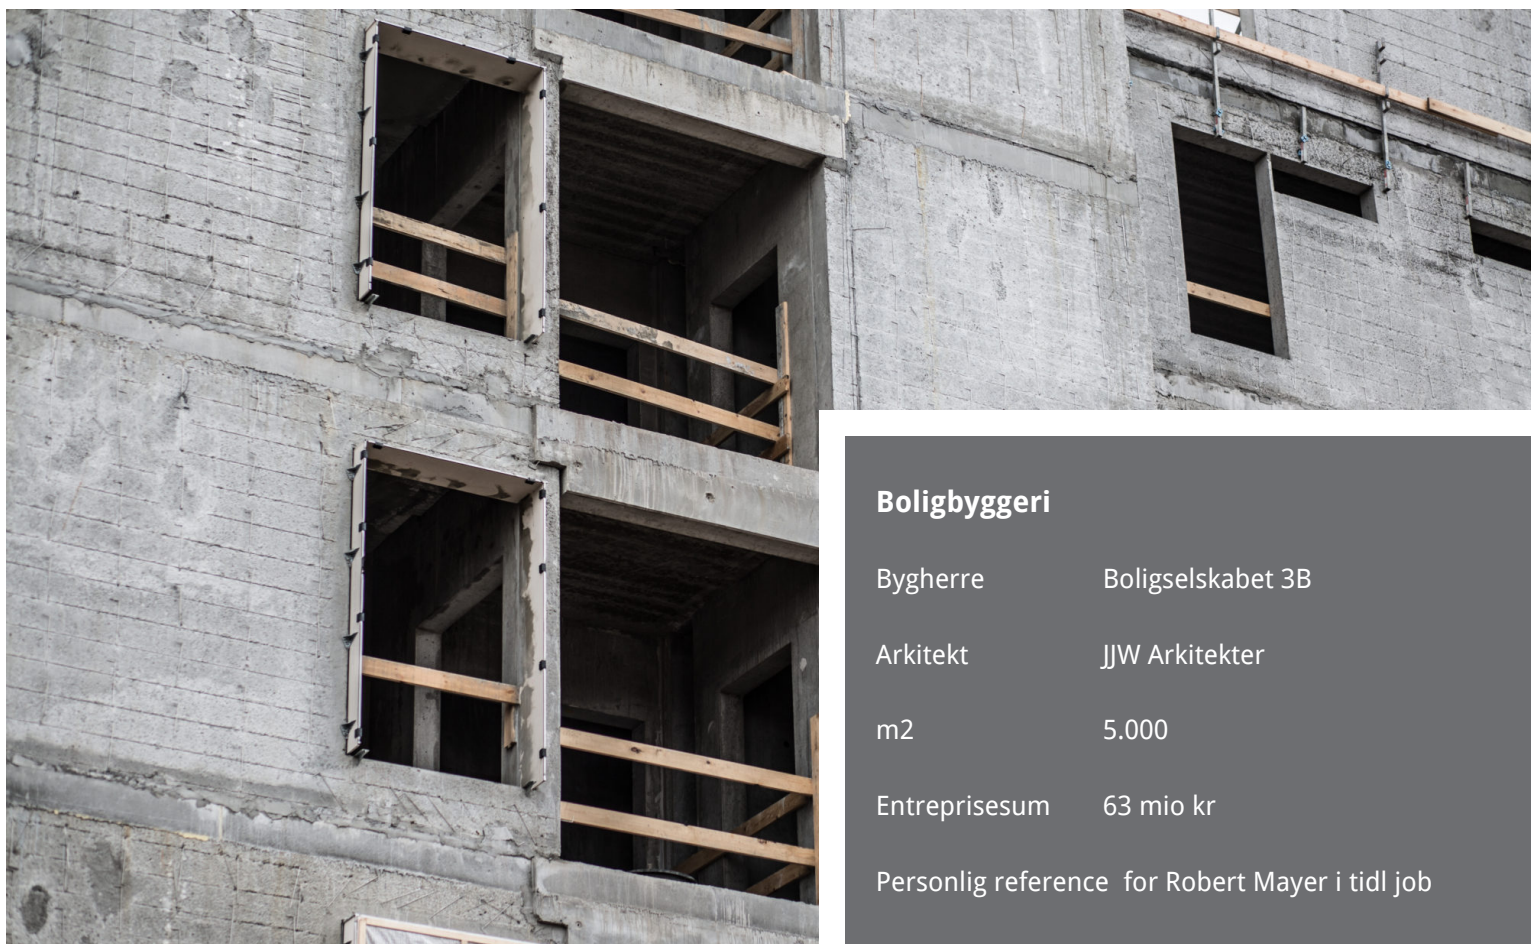 Boligbyggeri
Bygherre Boligselskabet 3B
Arkitekt JJW Arkitekter
m2 5.000
Entreprisesum 63 mio kr
Personlig reference for Robert Mayer i tidl job